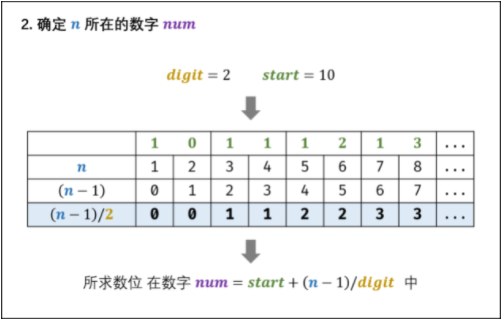 2. 确定 n 所在的数字 num
digit = 2 start = 10
1 0 1 1 1 2 1 3 ...
n 1 2 3 4 5 6 7 8 ...
(n − 1) 0 1 2 3 4 5 6 7 ...
(n − 1)/2 0 0 1 1 2 2 3 3 ...
所求数位 在数字 num = start + (n − 1)/digit 中